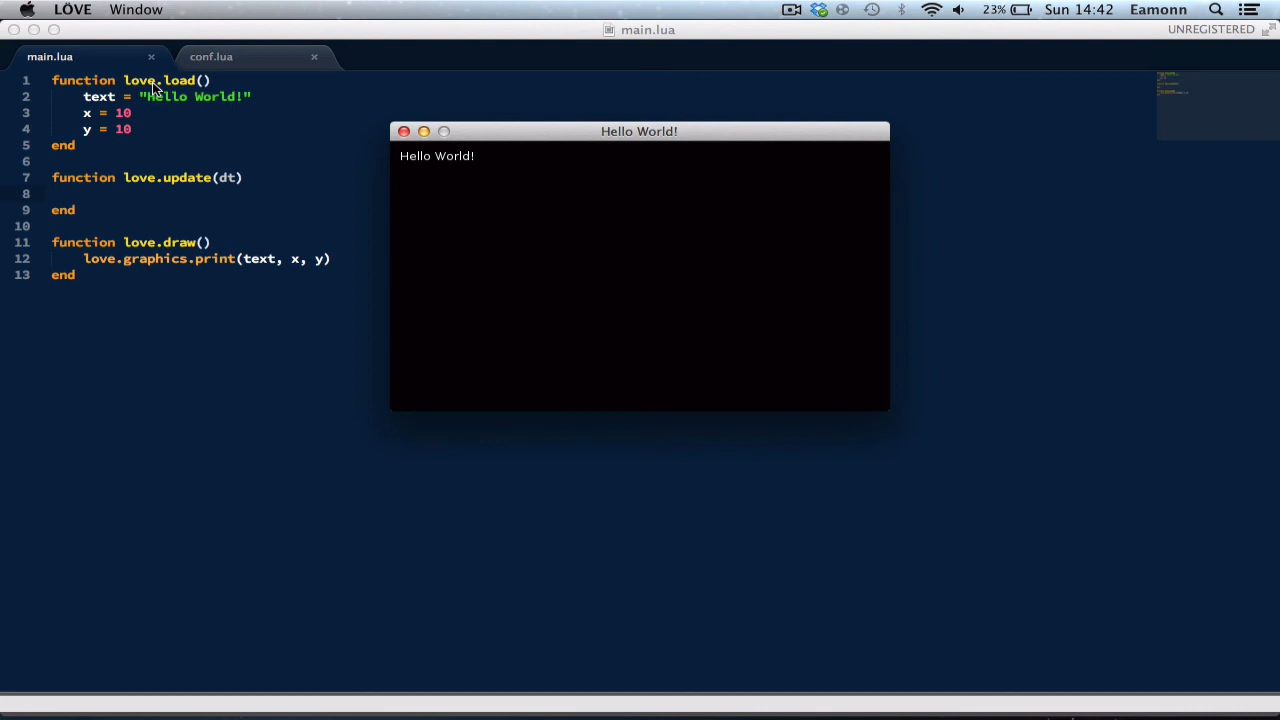 LÖVE Window 23% Sun 14:42 Eamonn
main.lua UNREGISTERED
main.lua × conf.lua ×
1 function love.load()
2 text = "Hello World!"
3 x = 10
4 y = 10
5 end
6
7 function love.update(dt)
8
9 end
10
11 function love.draw()
12 love.graphics.print(text, x, y)
13 end
Hello World!
Hello World!